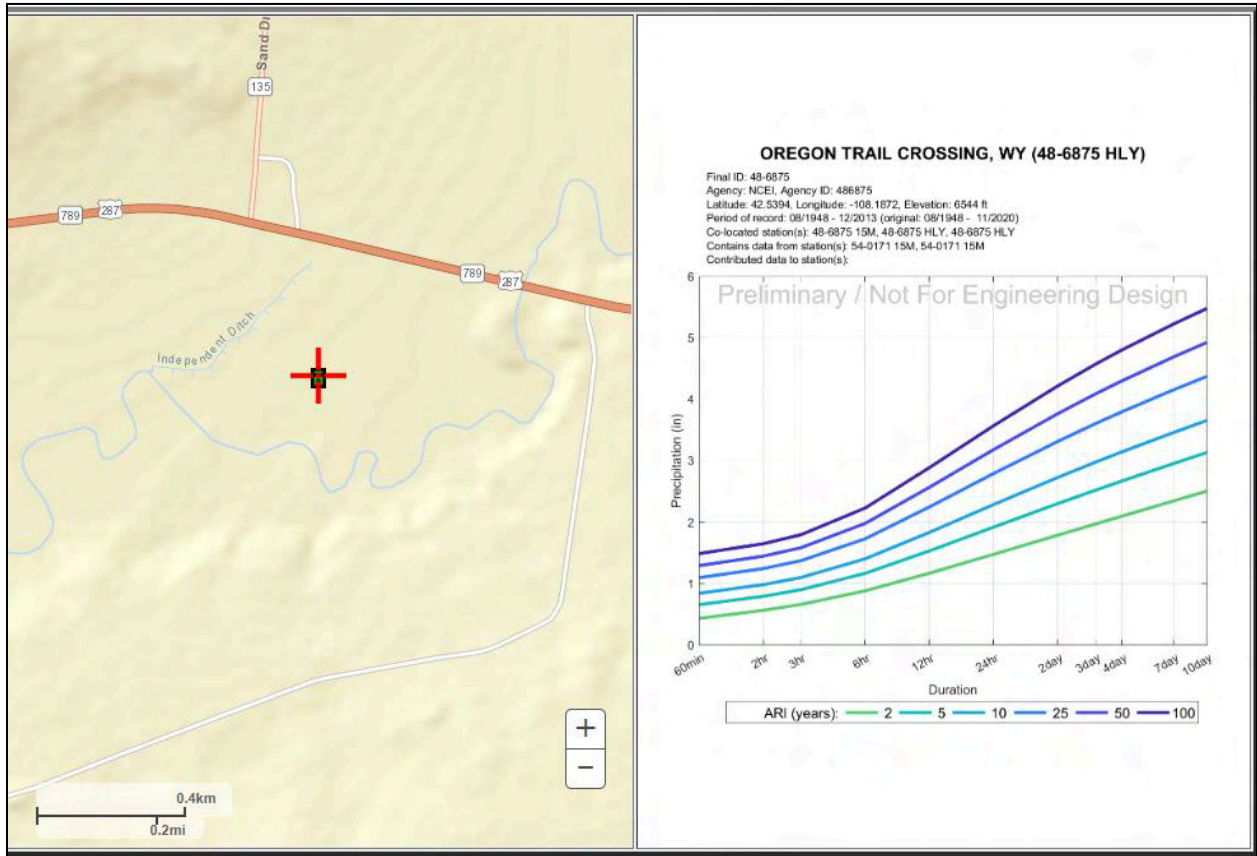 Sand Dr
135
789
287
789
287
Independent Ditch
+
−
0.4km
0.2mi
OREGON TRAIL CROSSING, WY (48-6875 HLY)
Final ID: 48-6875
Agency: NCEI, Agency ID: 486875
Latitude: 42.5394, Longitude: -108.1872, Elevation: 6544 ft
Period of record: 08/1948 - 12/2013 (original: 08/1948 - 11/2020)
Co-located station(s): 48-6875 15M, 48-6875 HLY, 48-6875 HLY
Contains data from station(s): 54-0171 15M, 54-0171 15M
Contributed data to station(s):
Preliminary / Not For Engineering Design
Precipitation (in)
6
5
4
3
2
1
0
60min 2hr 3hr 6hr 12hr 24hr 2day 3day 4day 7day 10day
Duration
ARI (years): 2 5 10 25 50 100